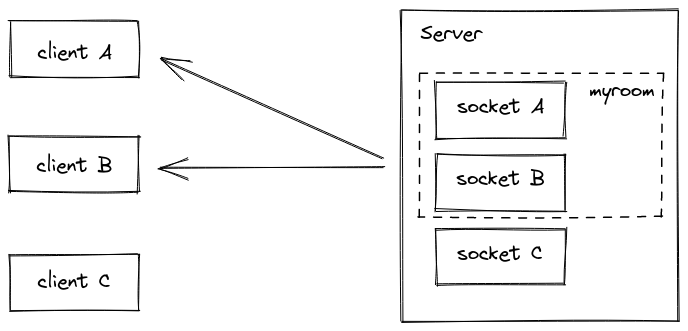 client A
client B
client C
Server
myroom
socket A
socket B
socket C